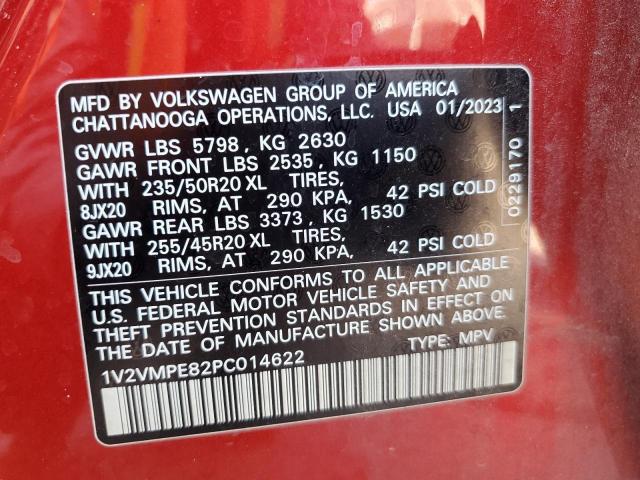 MFD BY VOLKSWAGEN GROUP OF AMERICA
CHATTANOOGA OPERATIONS, LLC. USA 01/2023
GVWR LBS 5798, KG 2630
GAWR FRONT LBS 2535, KG 1150
WITH 235/50R20 XL TIRES,
8JX20 RIMS, AT 290 KPA, 42 PSI COLD
GAWR REAR LBS 3373, KG 1530
WITH 255/45R20 XL TIRES,
9JX20 RIMS, AT 290 KPA, 42 PSI COLD
THIS VEHICLE CONFORMS TO ALL APPLICABLE
U.S. FEDERAL MOTOR VEHICLE SAFETY AND
THEFT PREVENTION STANDARDS IN EFFECT ON
THE DATE OF MANUFACTURE SHOWN ABOVE.
1V2VMPE82PC014622 TYPE: MPV
0229170 1